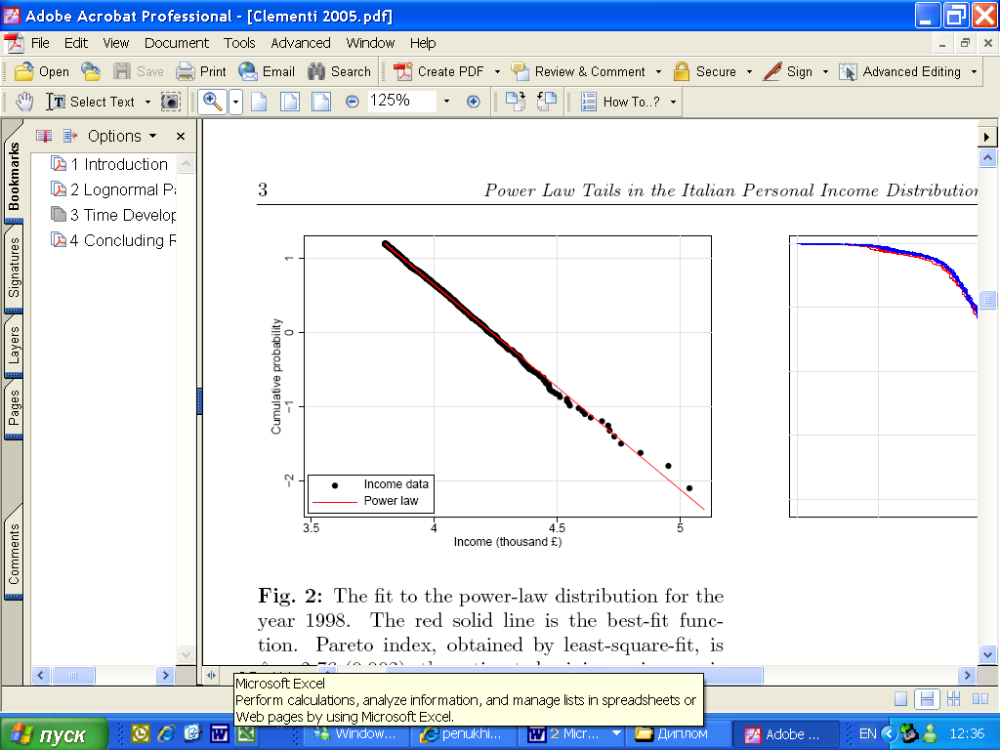 Adobe Acrobat Professional - [Clementi 2005.pdf]
File Edit View Document Tools Advanced Window Help
Open Save Print Email Search Create PDF Review & Comment Secure Sign Advanced Editing
Select Text 125% How To..?
Options
Bookmarks
Signatures
Layers
Pages
Comments
1 Introduction
2 Lognormal Pa
3 Time Develop
4 Concluding R
3 Power Law Tails in the Italian Personal Income Distribution
Cumulative probability
1
0
-1
-2
Income data
Power law
3.5 4 4.5 5
Income (thousand £)
Fig. 2: The fit to the power-law distribution for the
year 1998. The red solid line is the best-fit func-
tion. Pareto index, obtained by least-square-fit, is
Microsoft Excel
Perform calculations, analyze information, and manage lists in spreadsheets or
Web pages by using Microsoft Excel.
пуск Window... penukhi... 2 Micr... Диплом Adobe ... EN 12:36